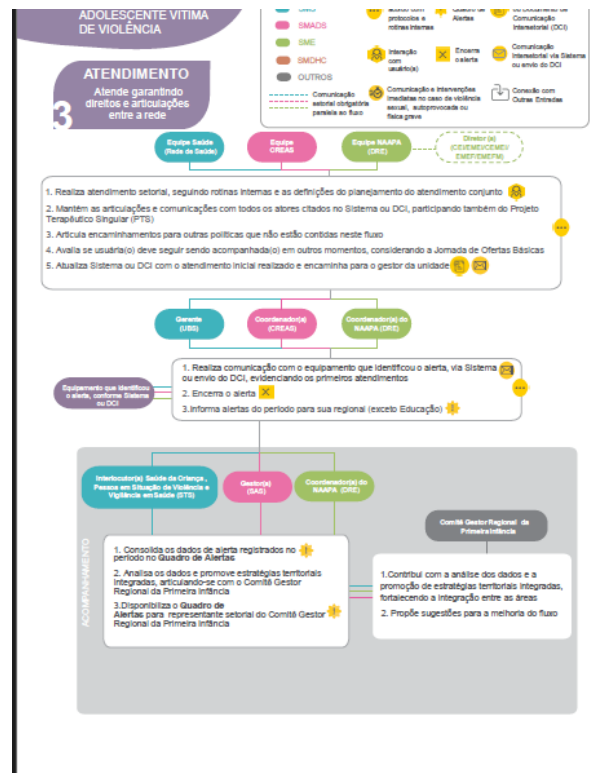 ADOLESCENTE VÍTIMA
DE VIOLÊNCIA
3
ATENDIMENTO
Atende garantindo
direitos e articulações
entre a rede
SMADS
SME
SMDHC
OUTROS
Comunicação
setorial obrigatória
paralela ao fluxo
acordo com
protocolos e
rotinas internas
Quadro de
Alertas
do Documento de
Comunicação
Intersetorial (DCI)
Interação
com
usuário(a)
Encerra
o alerta
Comunicação
Intersetorial via Sistema
ou envio do DCI
Comunicação e intervenções
imediatas no caso de violência
sexual, autoprovocada ou
física grave
Conexão com
Outras Entradas
Equipe Saúde
(Rede de Saúde)
Equipe
CREAS
Equipe NAAPA
(DRE)
Diretor (a)
(CEI/EMEI/CEMEI/
EMEF/EMEFM)
1. Realiza atendimento setorial, seguindo rotinas internas e as definições do planejamento do atendimento conjunto
2. Mantém as articulações e comunicações com todos os atores citados no Sistema ou DCI, participando também do Projeto
Terapêutico Singular (PTS)
3. Articula encaminhamentos para outras políticas que não estão contidas neste fluxo
4. Avalia se usuária(o) deve seguir sendo acompanhada(o) em outros momentos, considerando a Jornada de Ofertas Básicas
5. Atualiza Sistema ou DCI com o atendimento inicial realizado e encaminha para o gestor da unidade
Gerente
(UBS)
Coordenador(a)
(CREAS)
Coordenador(a) do
NAAPA (DRE)
Equipamento que identificou
o alerta, conforme Sistema
ou DCI
1. Realiza comunicação com o equipamento que identificou o alerta, via Sistema
ou envio do DCI, evidenciando os primeiros atendimentos
2. Encerra o alerta
3.Informa alertas do período para sua regional (exceto Educação)
ACOMPANHAMENTO
Interlocutor(a) Saúde da Criança,
Pessoa em Situação de Violência e
Vigilância em Saúde (STS)
Gestor(a)
(SAS)
Coordenador(a) do
NAAPA (DRE)
Comitê Gestor Regional da
Primeira Infância
1. Consolida os dados de alerta registrados no
período no Quadro de Alertas
2. Analisa os dados e promove estratégias territoriais
integradas, articulando-se com o Comitê Gestor
Regional da Primeira Infância
3.Disponibiliza o Quadro de
Alertas para representante setorial do Comitê Gestor
Regional da Primeira Infância
1.Contribui com a análise dos dados e a
promoção de estratégias territoriais integradas,
fortalecendo a integração entre as áreas
2. Propõe sugestões para a melhoria do fluxo